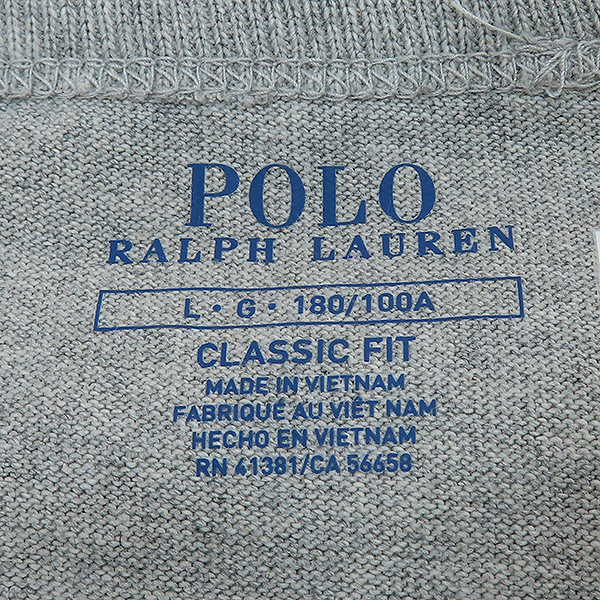 POLO
RALPH LAUREN
L • G • 180/100A
CLASSIC FIT
MADE IN VIETNAM
FABRIQUÉ AU VIÊT NAM
HECHO EN VIETNAM
RN 41381/CA 56658